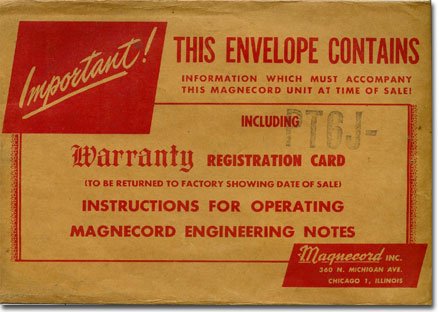 Important!
THIS ENVELOPE CONTAINS
INFORMATION WHICH MUST ACCOMPANY
THIS MAGNECORD UNIT AT TIME OF SALE!
INCLUDING
PT6J-
Warranty REGISTRATION CARD
(TO BE RETURNED TO FACTORY SHOWING DATE OF SALE)
INSTRUCTIONS FOR OPERATING
MAGNECORD ENGINEERING NOTES
Magnecord INC.
360 N. MICHIGAN AVE.
CHICAGO 1, ILLINOIS